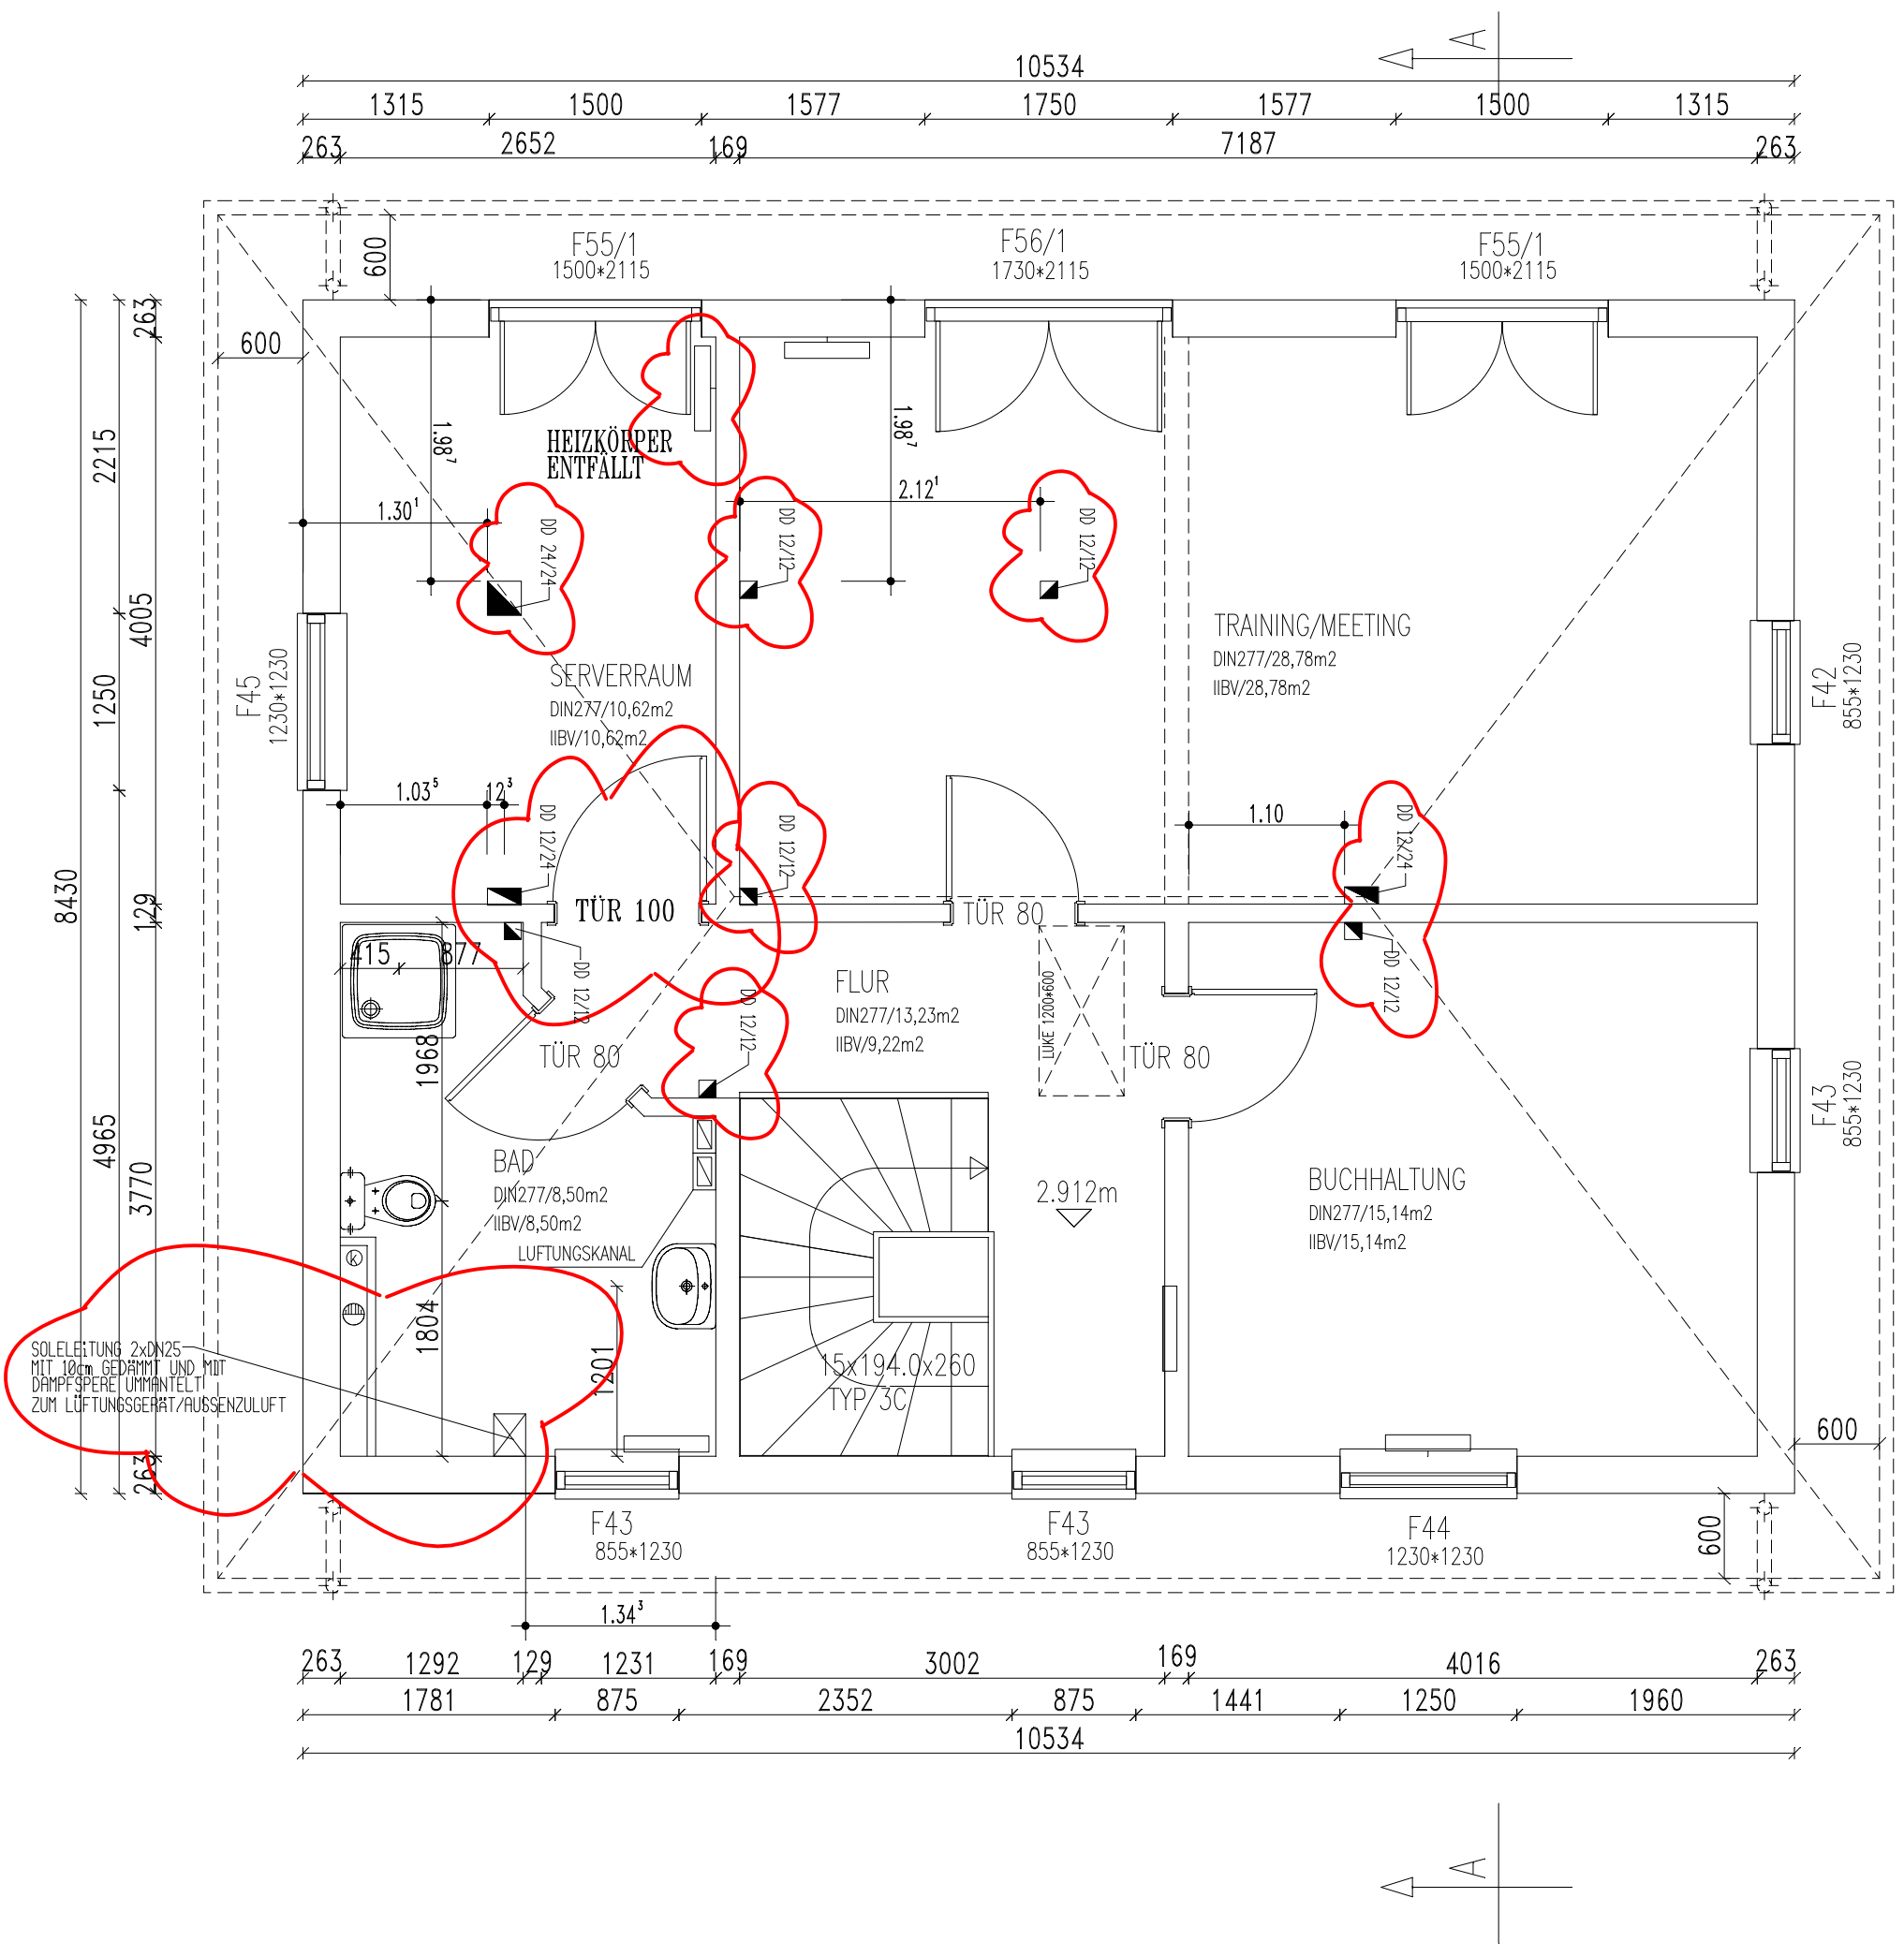 A
10534
1315 1500 1577 1750 1577 1500 1315
263 2652 169 7187 263
600
F55/1
1500*2115
F56/1
1730*2115
F55/1
1500*2115
600
263
2215
4005
1250
8430
129
4965
3770
263
1.98⁷
1.98⁷
HEIZKÖRPER
ENTFÄLLT
1.30¹
2.12¹
DD 24/24
DD 12/12
DD 12/12
F45
1230*1230
SERVERRAUM
DIN277/10,62m2
IIBV/10,62m2
TRAINING/MEETING
DIN277/28,78m2
IIBV/28,78m2
F42
855*1230
1.03⁵
12³
DD 12/24
DD 12/12
1.10
DD 12/24
TÜR 100
TÜR 80
415
877
DD 12/12
DD 12/12
DD 12/12
FLUR
DIN277/13,23m2
IIBV/9,22m2
LUKE 1200*600
TÜR 80
TÜR 80
1968
F43
855*1230
BAD
DIN277/8,50m2
IIBV/8,50m2
LUFTUNGSKANAL
2.912m
BUCHHALTUNG
DIN277/15,14m2
IIBV/15,14m2
K
1804
1201
SOLELEITUNG 2xDN25
MIT 10cm GEDÄMMT UND MIT
DAMPFSPERE UMMANTELT
ZUM LÜFTUNGSGERÄT/AUSSENZULUFT
15x194.0x260
TYP 3C
600
F43
855*1230
F43
855*1230
F44
1230*1230
600
1.34³
263 1292 129 1231 169 3002 169 4016 263
1781 875 2352 875 1441 1250 1960
10534
A